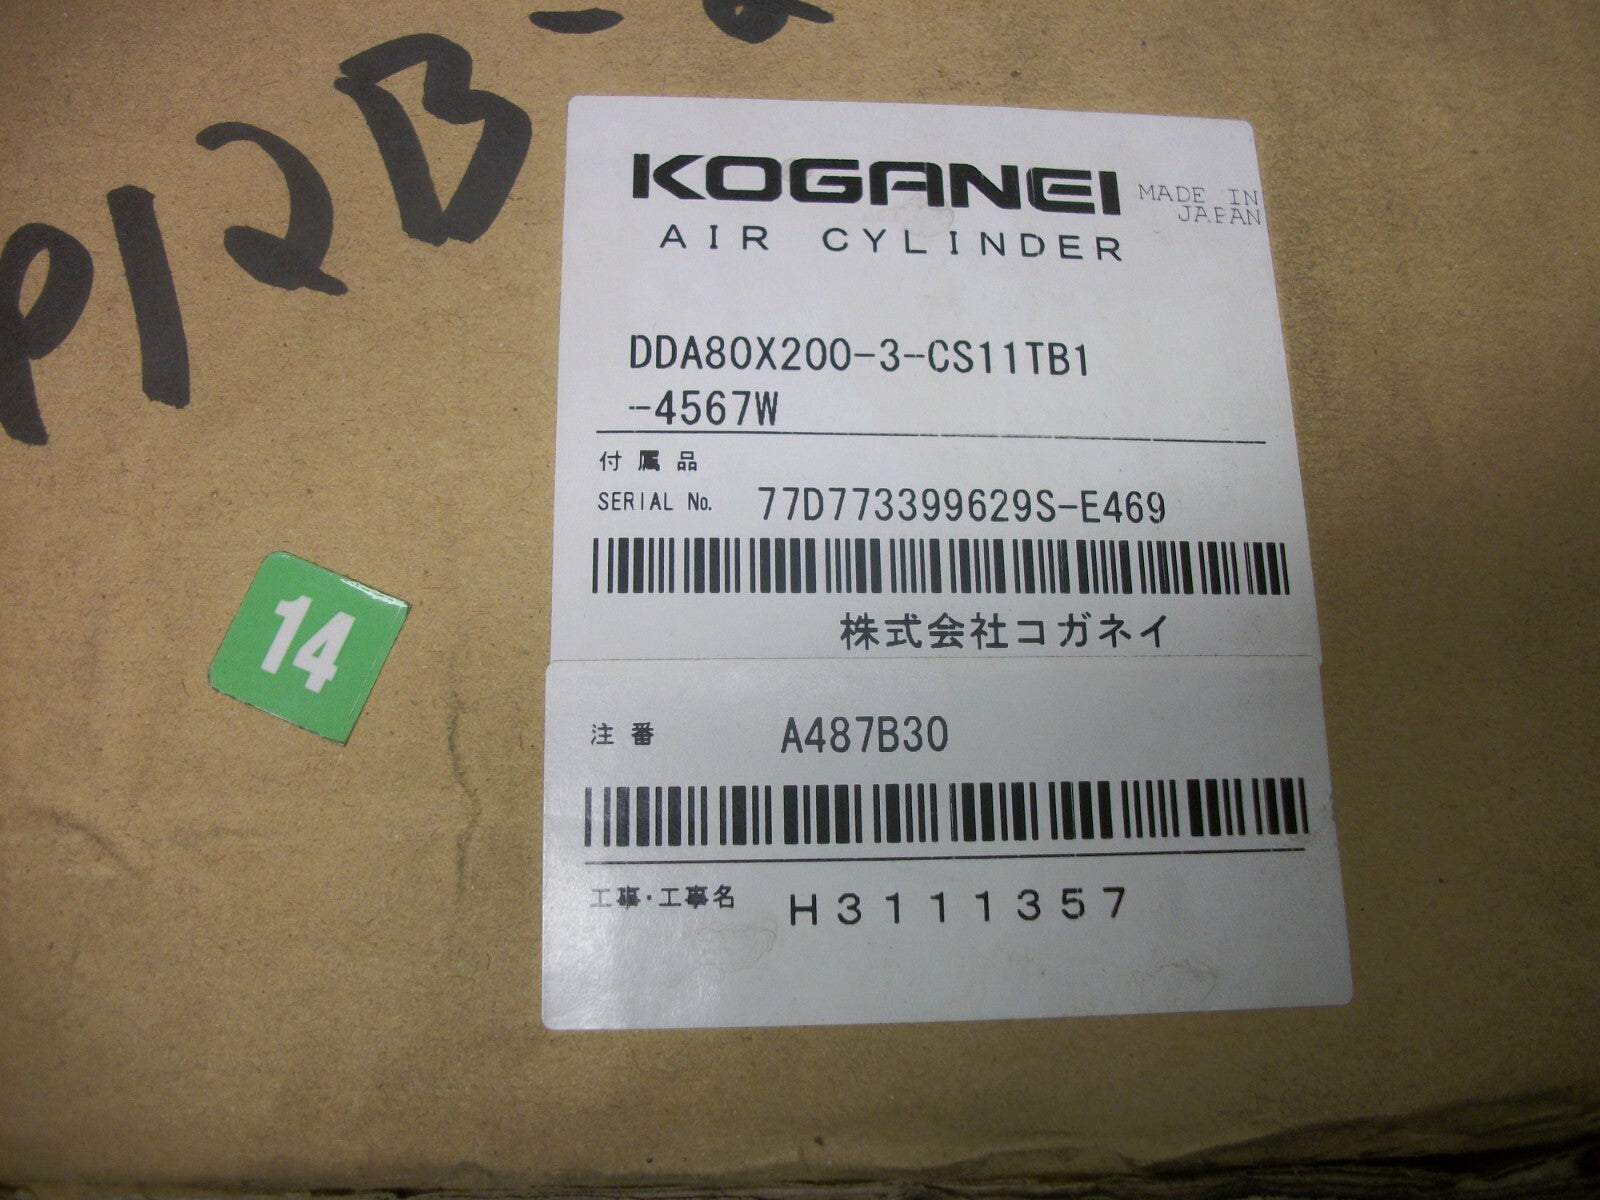 P12B-2
KOGANEI
MADE IN
JAPAN
AIR CYLINDER
DDA80X200-3-CS11TB1
-4567W
付属品
SERIAL No. 77D773399629S-E469
株式会社コガネイ
14
注番 A487B30
工事・工事名 H3111357